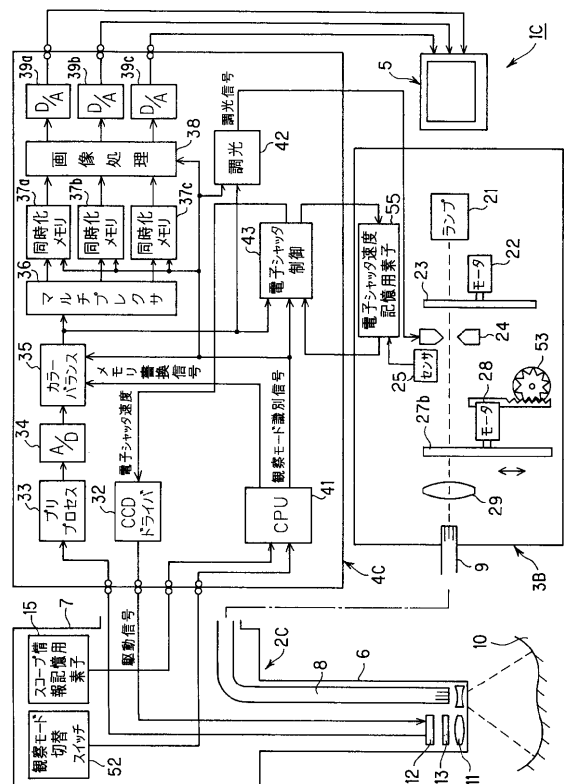 15
スコープ情
報記憶用
素子
7
観察モード
切替
スイッチ
52
駆動信号
33
プリ
プロセス
34
A/D
35
カラー
バランス
36
マルチプレクサ
37a
同時化
メモリ
37b
同時化
メモリ
37c
同時化
メモリ
38
画像処理
39a
D/A
39b
D/A
39c
D/A
メモリ書換信号
電子シャッタ速度
32
CCD
ドライバ
観察モード識別信号
CPU
41
43
電子シャッタ
制御
調光
42
調光信号
4C
5
1C
55
電子シャッタ速度
記憶用素子
ランプ
21
モータ
22
23
24
センサ
25
モータ
28
53
27b
29
9
3B
2C
6
8
10
12
13
11